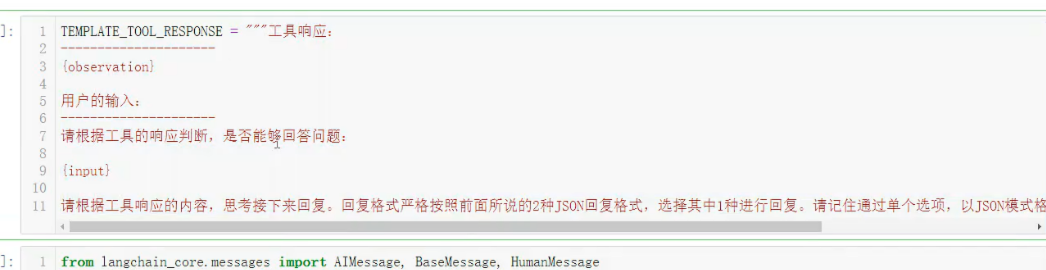 ]:
1 TEMPLATE_TOOL_RESPONSE = """工具响应:
2 ---------------------
3 {observation}
4
5 用户的输入:
6 ---------------------
7 请根据工具的响应判断, 是否能够回答问题:
8
9 {input}
10
11 请根据工具响应的内容, 思考接下来回复。回复格式严格按照前面所说的2种JSON回复格式, 选择其中1种进行回复。请记住通过单个选项, 以JSON模式格
]:
1 from langchain_core.messages import AIMessage, BaseMessage, HumanMessage